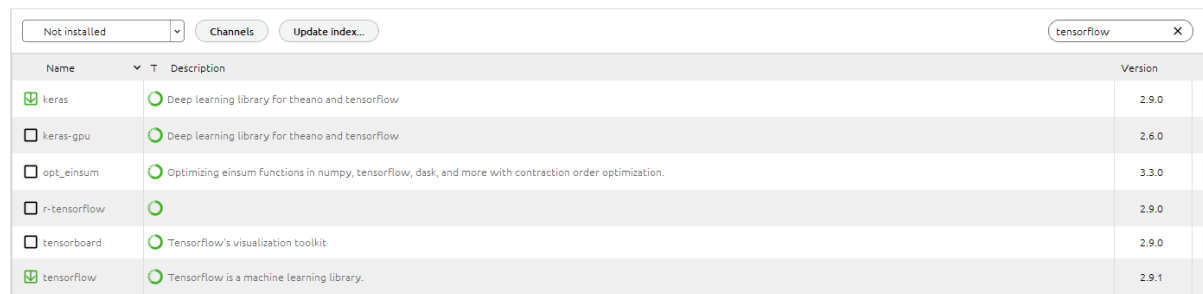 Not installed Channels Update index... tensorflow X
Name T Description Version
keras Deep learning library for theano and tensorflow 2.9.0
keras-gpu Deep learning library for theano and tensorflow 2.6.0
opt_einsum Optimizing einsum functions in numpy, tensorflow, dask, and more with contraction order optimization. 3.3.0
r-tensorflow 2.9.0
tensorboard Tensorflow's visualization toolkit 2.9.0
tensorflow Tensorflow is a machine learning library. 2.9.1